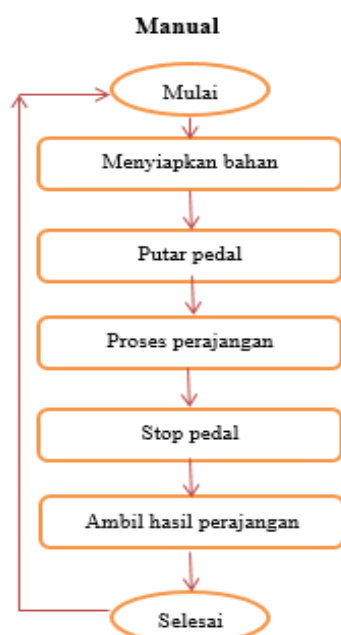 Manual
Mulai
Menyiapkan bahan
Putar pedal
Proses perajangan
Stop pedal
Ambil hasil perajangan
Selesai